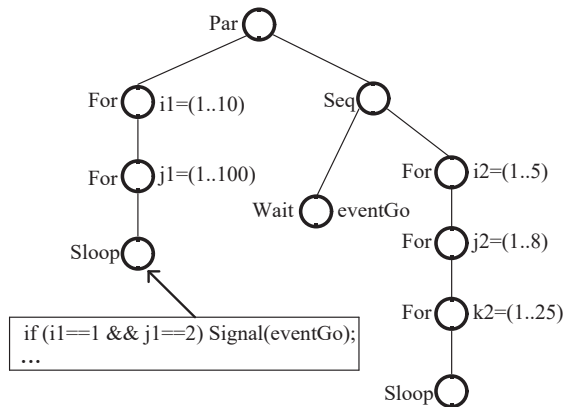 Par
For i1=(1..10)
Seq
For j1=(1..100)
For i2=(1..5)
Wait eventGo
For j2=(1..8)
Sloop
For k2=(1..25)
if (i1==1 && j1==2) Signal(eventGo);
...
Sloop